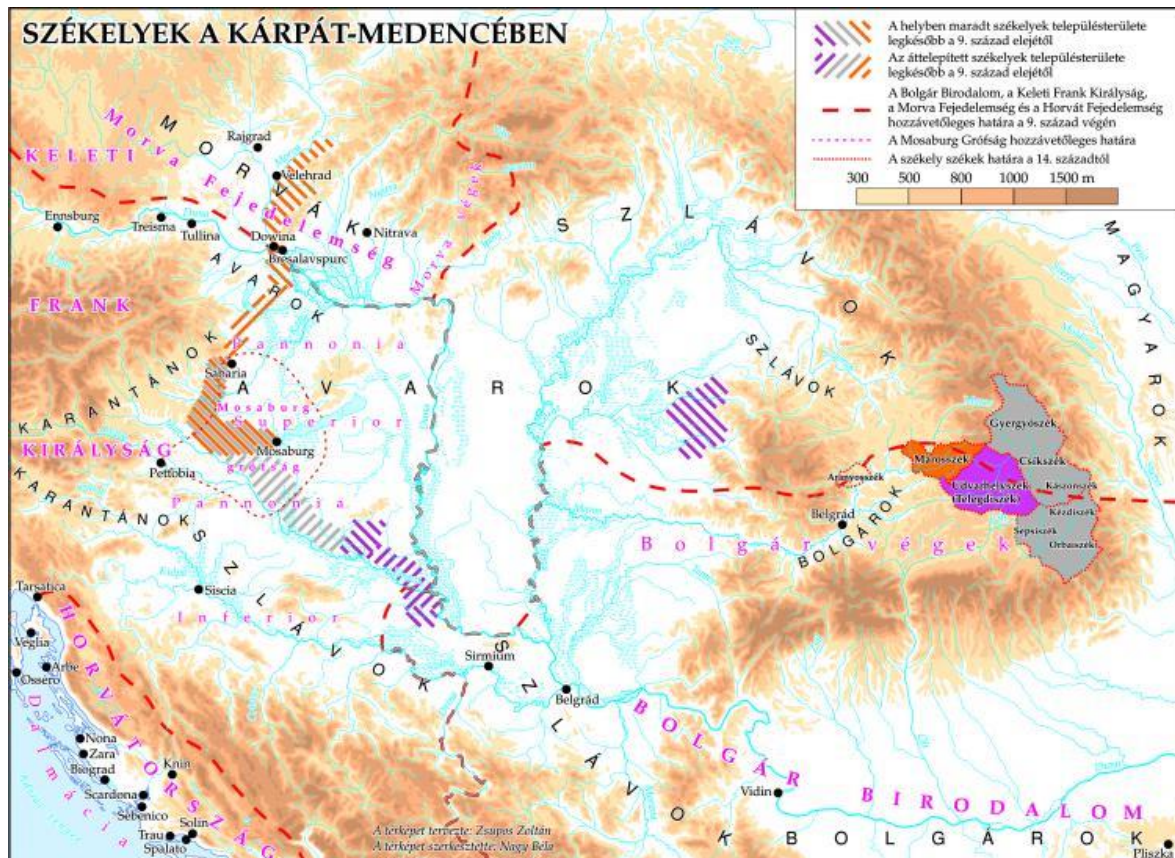 SZÉKELYEK A KÁRPÁT-MEDENCÉBEN
A helyben maradt székelyek településterülete
legkésőbb a 9. század elejétől
Az áttelepített székelyek településterülete
legkésőbb a 9. század elejétől
A Bolgár Birodalom, a Keleti Frank Királyság,
a Morva Fejedelemség és a Horvát Fejedelemség
hozzávetőleges határa a 9. század végén
A Mosaburg Grófság hozzávetőleges határa
A székely székek határa a 14. századtól
300 500 800 1000 1500 m
MORVÁK
Rajgrad
KELETI
Morva Fejedelemség
Velehrad
Ennsburg
Treisma
Tullina
Dowina
Bresalavspurc
Nitrava
Morva Végek
SZLÁVOK
MAGYAROK
FRANK
AVAROK
Pannonia
Sabaria
KARANTÁNOK
AVAROK
SZLÁVOK
Mosaburg
Superior
Mosaburg
grófság
KIRÁLYSÁG
Pettobia
Pannonia
KARANTÁNOK
Gyergyószék
Marosszék
Csíkszék
Aranyosszék
Udvarhelyszék
(Telegdiszék)
Kászonszék
Kézdiszék
Sepsiszék
Orbaiszék
Belgrád
BOLGÁROK
Bolgár végek
Siscia
Inferior
SZLÁVOK
Tarsatica
Veglia
Arbe
Ossero
HORVÁTORSZÁG
Dalmácia
Sirmium
Belgrád
SZLÁVOK
BOLGÁR BIRODALOM
Nona
Zara
Biograd
Knin
Scardona
Sebenico
Solin
Trau
Spalato
Vidin
BOLGÁROK
Pliszka
A térképet tervezte: Zsupos Zoltán
A térképet szerkesztette: Nagy Béla